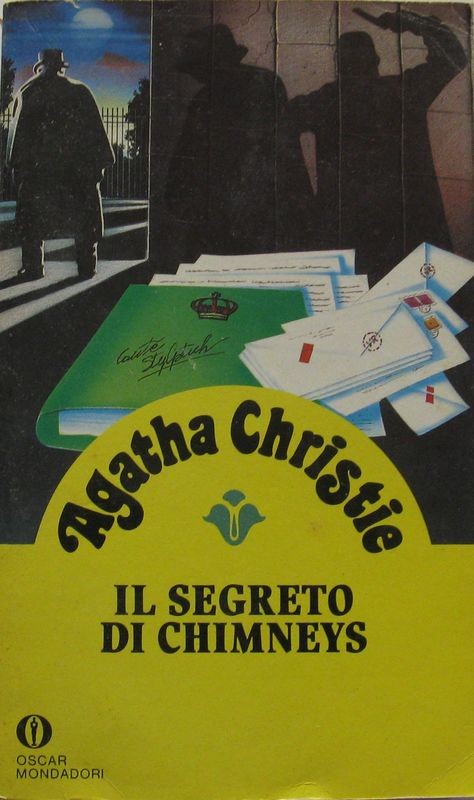 Agatha Christie
IL SEGRETO
DI CHIMNEYS
OSCAR
MONDADORI